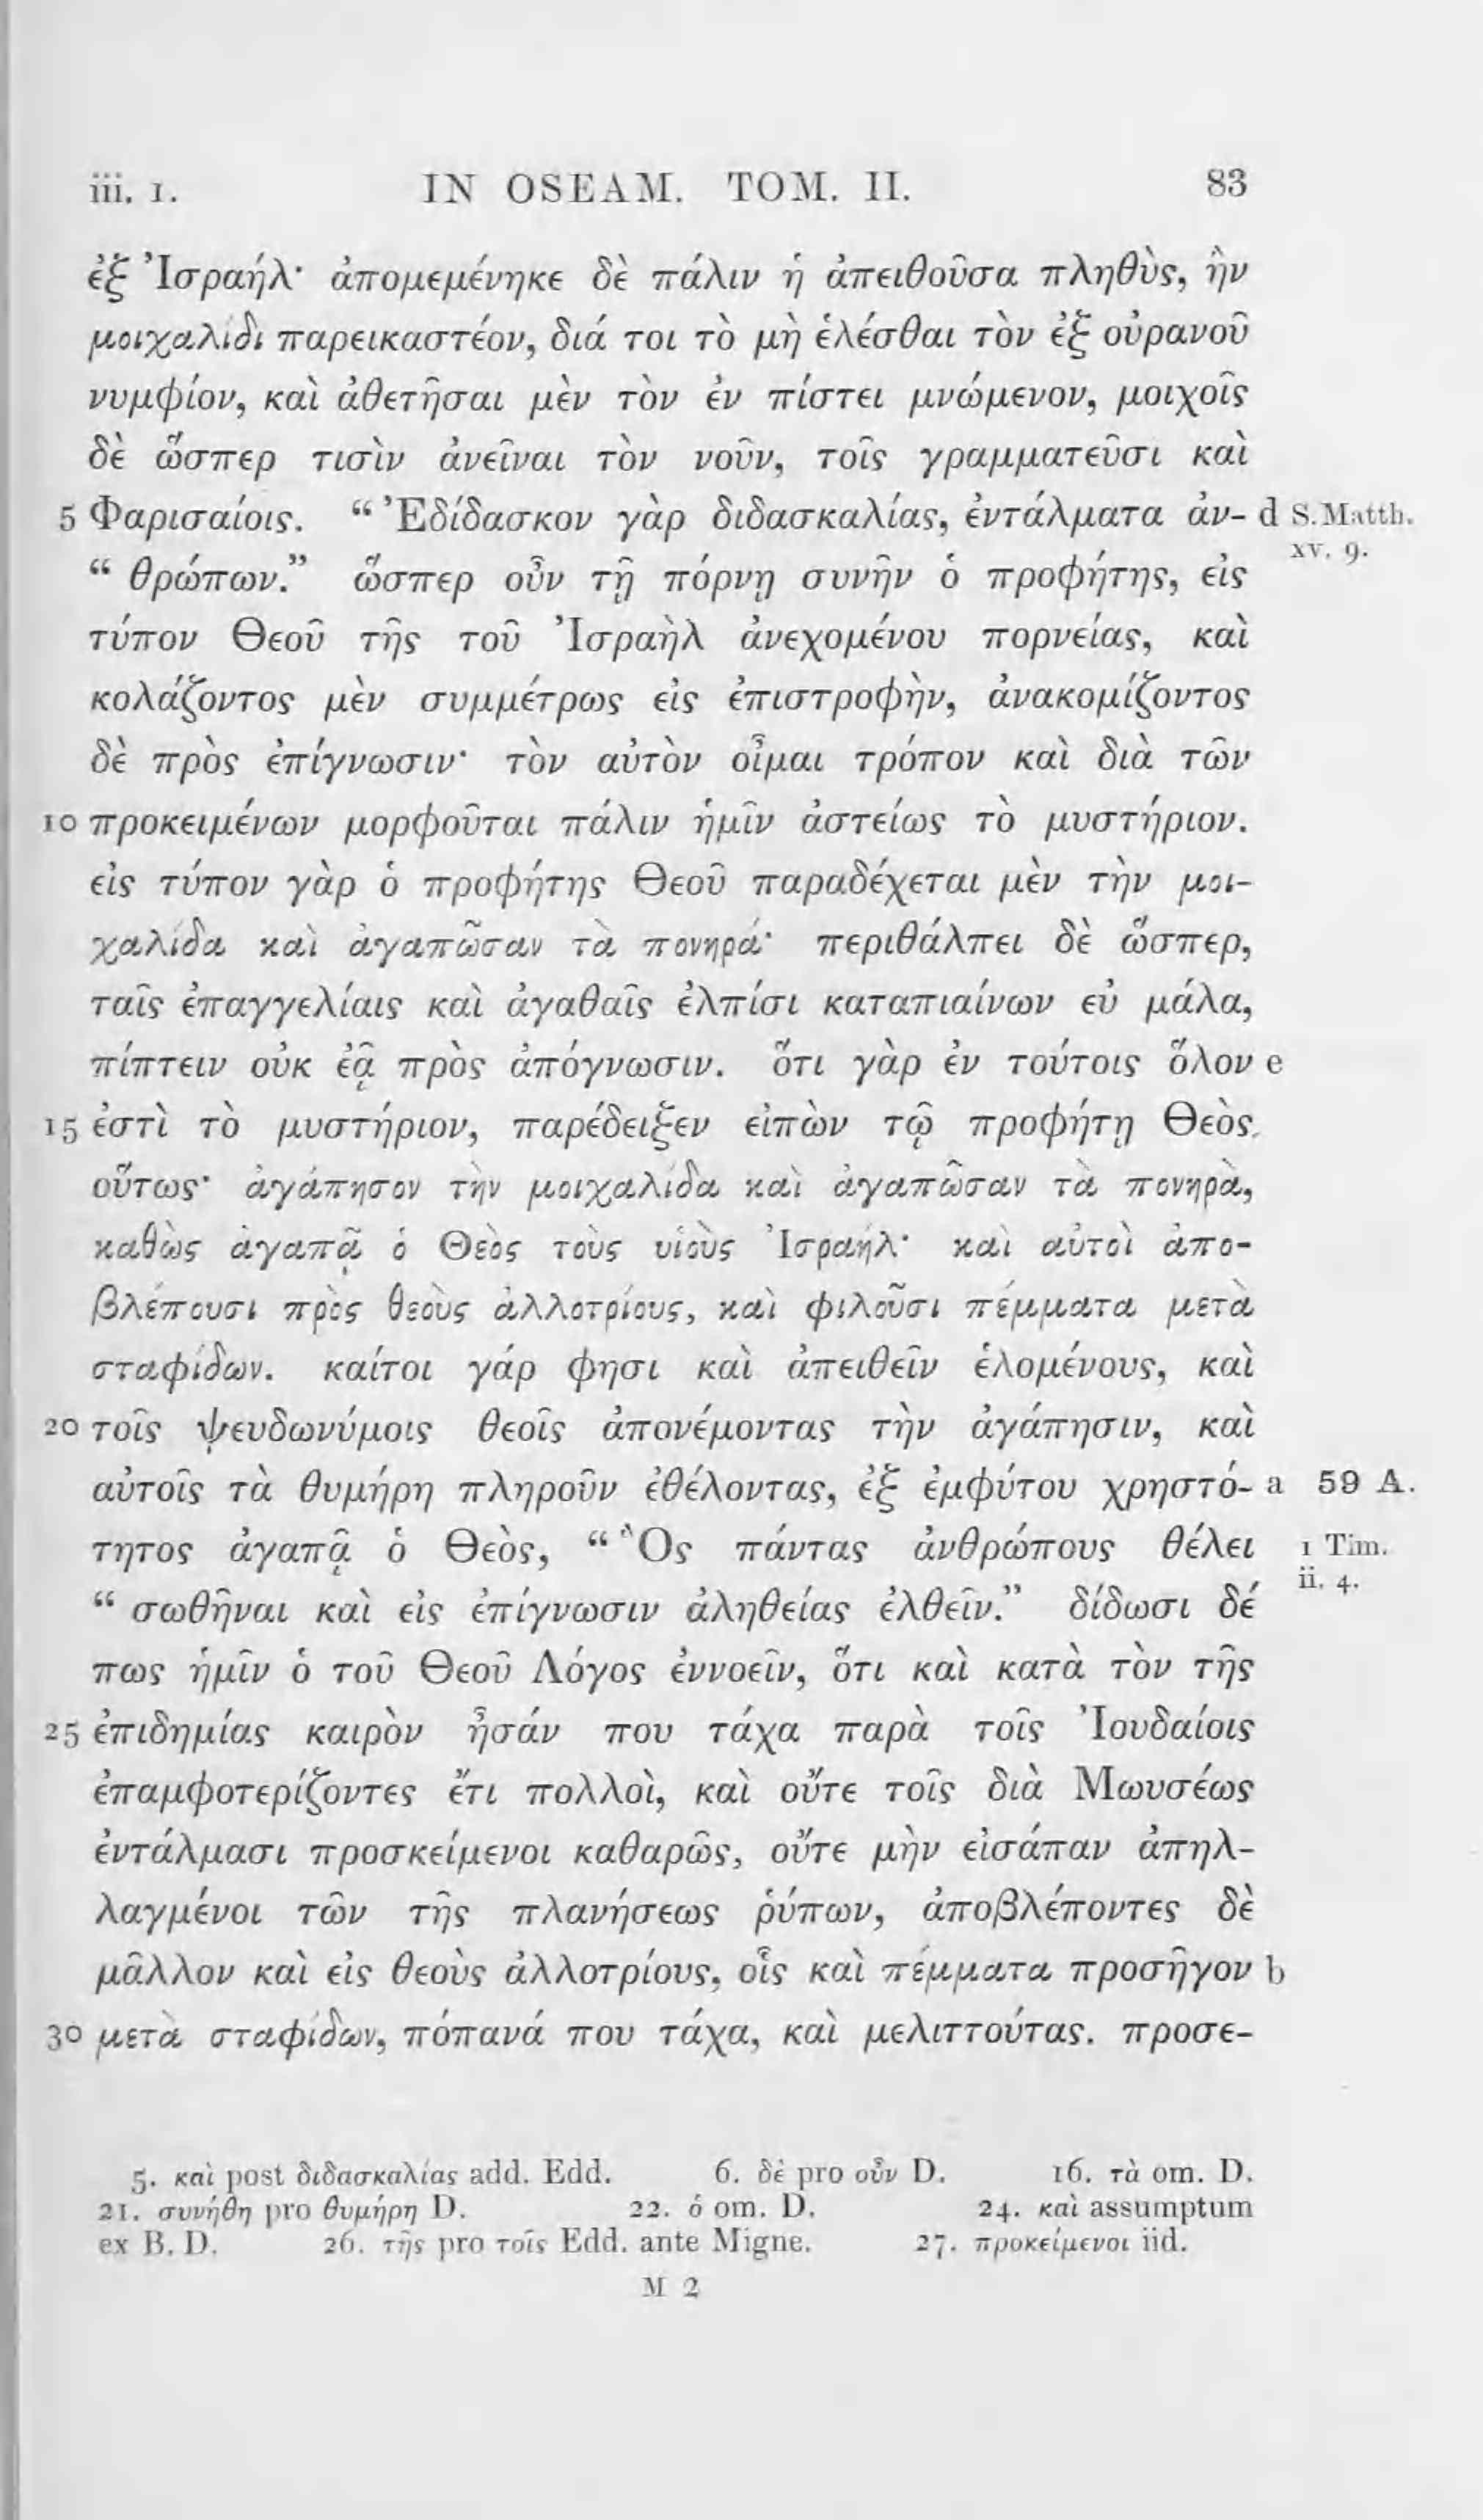 iii. 1. IN OSEAM. TOM. II. 83
ἐξ Ἰσραήλ· ἀπομεμένηκε δὲ πάλιν ἡ ἀπειθοῦσα πληθὺς, ἣν
μοιχαλίδι παρεικαστέον, διά τοι τὸ μὴ ἑλέσθαι τὸν ἐξ οὐρανοῦ
νυμφίον, καὶ ἀθετῆσαι μὲν τὸν ἐν πίστει μνώμενον, μοιχοῖς
δὲ ὥσπερ τισὶν ἀνεῖναι τὸν νοῦν, τοῖς γραμματεῦσι καὶ
5 Φαρισαίοις. “ Ἐδίδασκον γὰρ διδασκαλίας, ἐντάλματα ἀν- d S. Matth.
xv. 9.
“ θρώπων.” ὥσπερ οὖν τῇ πόρνῃ συνῆν ὁ προφήτης, εἰς
τύπον Θεοῦ τῆς τοῦ Ἰσραὴλ ἀνεχομένου πορνείας, καὶ
κολάζοντος μὲν συμμέτρως εἰς ἐπιστροφὴν, ἀνακομίζοντος
δὲ πρὸς ἐπίγνωσιν· τὸν αὐτὸν οἶμαι τρόπον καὶ διὰ τῶν
10 προκειμένων μορφοῦται πάλιν ἡμῖν ἀστείως τὸ μυστήριον.
εἰς τύπον γὰρ ὁ προφήτης Θεοῦ παραδέχεται μὲν τὴν μοι-
χαλίδα καὶ ἀγαπῶσαν τὰ πονηρά· περιθάλπει δὲ ὥσπερ,
ταῖς ἐπαγγελίαις καὶ ἀγαθαῖς ἐλπίσι καταπιαίνων εὐ μάλα,
πίπτειν οὐκ ἐᾷ πρὸς ἀπόγνωσιν. ὅτι γὰρ ἐν τούτοις ὅλον e
15 ἐστὶ τὸ μυστήριον, παρέδειξεν εἰπὼν τῷ προφήτῃ Θεὸς,
οὕτως· ἀγάπησον τὴν μοιχαλίδα καὶ ἀγαπῶσαν τὰ πονηρὰ,
καθὼς ἀγαπᾷ ὁ Θεὸς τοὺς υἱοὺς Ἰσραήλ· καὶ αὐτοὶ ἀπο-
βλέπουσι πρὸς θεοὺς ἀλλοτρίους, καὶ φιλοῦσι πέμματα μετὰ
σταφίδων. καίτοι γάρ φησι καὶ ἀπειθεῖν ἑλομένους, καὶ
20 τοῖς ψευδωνύμοις θεοῖς ἀπονέμοντας τὴν ἀγάπησιν, καὶ
αὐτοῖς τὰ θυμήρη πληροῦν ἐθέλοντας, ἐξ ἐμφύτου χρηστό- a 59 A.
τητος ἀγαπᾷ ὁ Θεὸς, “ Ὃς πάντας ἀνθρώπους θέλει 1 Tim.
ii. 4.
“ σωθῆναι καὶ εἰς ἐπίγνωσιν ἀληθείας ἐλθεῖν.” δίδωσι δέ
πως ἡμῖν ὁ τοῦ Θεοῦ Λόγος ἐννοεῖν, ὅτι καὶ κατὰ τὸν τῆς
25 ἐπιδημίας καιρὸν ἦσάν που τάχα παρὰ τοῖς Ἰουδαίοις
ἐπαμφοτερίζοντες ἔτι πολλοὶ, καὶ οὔτε τοῖς διὰ Μωυσέως
ἐντάλμασι προσκείμενοι καθαρῶς, οὔτε μὴν εἰσάπαν ἀπηλ-
λαγμένοι τῶν τῆς πλανήσεως ῥύπων, ἀποβλέποντες δὲ
μᾶλλον καὶ εἰς θεοὺς ἀλλοτρίους, οἷς καὶ πέμματα προσῆγον b
30 μετὰ σταφίδων, πόπανά που τάχα, καὶ μελιττούτας. προσε-
5. καὶ post διδασκαλίας add. Edd. 6. δὲ pro οὖν D. 16. τὰ om. D.
21. συνήθη pro θυμήρη D. 22. ὁ om. D. 24. καὶ assumptum
ex B. D. 26. τῆς pro τοῖς Edd. ante Migne. 27. προκείμενοι iid.
M 2